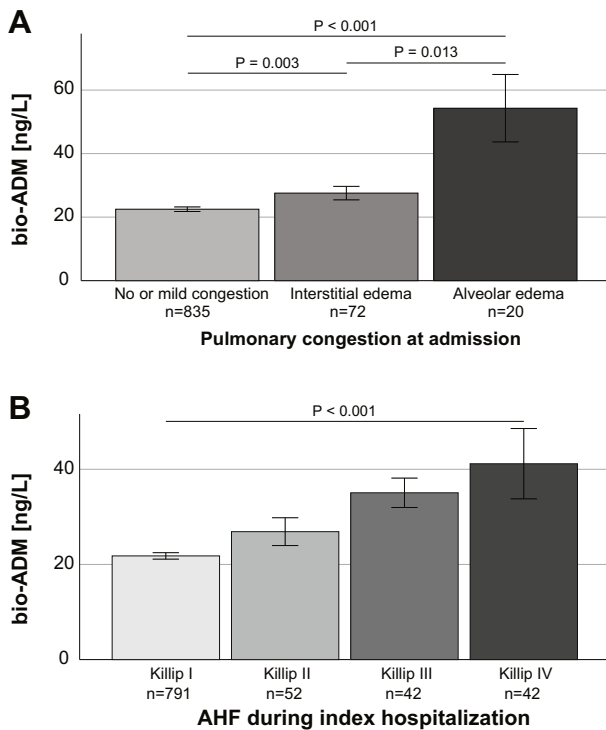 A
P < 0.001
P = 0.003
P = 0.013
bio-ADM [ng/L]
60
40
20
0
No or mild congestion
n=835
Interstitial edema
n=72
Alveolar edema
n=20
Pulmonary congestion at admission
B
P < 0.001
bio-ADM [ng/L]
40
20
0
Killip I
n=791
Killip II
n=52
Killip III
n=42
Killip IV
n=42
AHF during index hospitalization